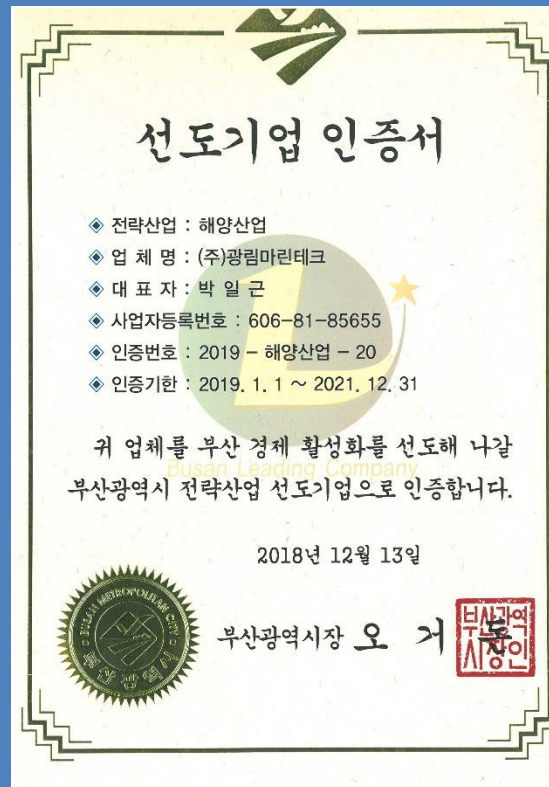 선도기업 인증서
◈ 전략산업 : 해양산업
◈ 업 체 명 : (주)광림마린테크
◈ 대 표 자 : 박 일 근
◈ 사업자등록번호 : 606-81-85655
◈ 인증번호 : 2019 - 해양산업 - 20
◈ 인증기한 : 2019. 1. 1 ~ 2021. 12. 31
귀 업체를 부산 경제 활성화를 선도해 나갈
Busan Leading Company
부산광역시 전략산업 선도기업으로 인증합니다.
2018년 12월 13일
BUSAN METROPOLITAN CITY
부산광역시장 오 거 돈
부산광역
시장인